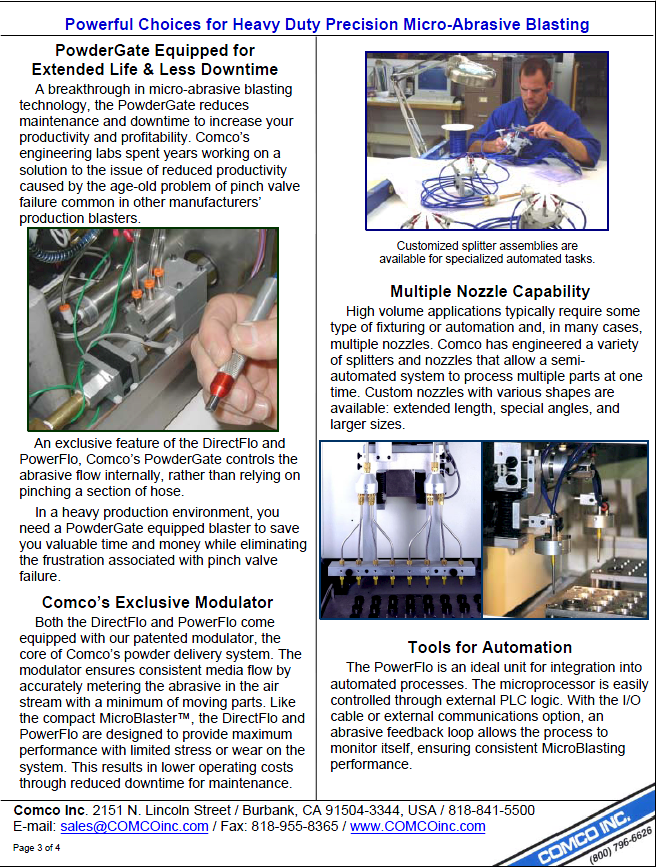 Powerful Choices for Heavy Duty Precision Micro-Abrasive Blasting
PowderGate Equipped for
Extended Life & Less Downtime
A breakthrough in micro-abrasive blasting
technology, the PowderGate reduces
maintenance and downtime to increase your
productivity and profitability. Comco's
engineering labs spent years working on a
solution to the issue of reduced productivity
caused by the age-old problem of pinch valve
failure common in other manufacturers'
production blasters.
An exclusive feature of the DirectFlo and
PowerFlo, Comco's PowderGate controls the
abrasive flow internally, rather than relying on
pinching a section of hose.
In a heavy production environment, you
need a PowderGate equipped blaster to save
you valuable time and money while eliminating
the frustration associated with pinch valve
failure.
Comco's Exclusive Modulator
Both the DirectFlo and PowerFlo come
equipped with our patented modulator, the
core of Comco's powder delivery system. The
modulator ensures consistent media flow by
accurately metering the abrasive in the air
stream with a minimum of moving parts. Like
the compact MicroBlaster™, the DirectFlo and
PowerFlo are designed to provide maximum
performance with limited stress or wear on the
system. This results in lower operating costs
through reduced downtime for maintenance.
Customized splitter assemblies are
available for specialized automated tasks.
Multiple Nozzle Capability
High volume applications typically require some
type of fixturing or automation and, in many cases,
multiple nozzles. Comco has engineered a variety
of splitters and nozzles that allow a semi-
automated system to process multiple parts at one
time. Custom nozzles with various shapes are
available: extended length, special angles, and
larger sizes.
Tools for Automation
The PowerFlo is an ideal unit for integration into
automated processes. The microprocessor is easily
controlled through external PLC logic. With the I/O
cable or external communications option, an
abrasive feedback loop allows the process to
monitor itself, ensuring consistent MicroBlasting
performance.
Comco Inc. 2151 N. Lincoln Street / Burbank, CA 91504-3344, USA / 818-841-5500
E-mail: sales@COMCOinc.com / Fax: 818-955-8365 / www.COMCOinc.com
Page 3 of 4
COMCO INC.
(800) 796-6626